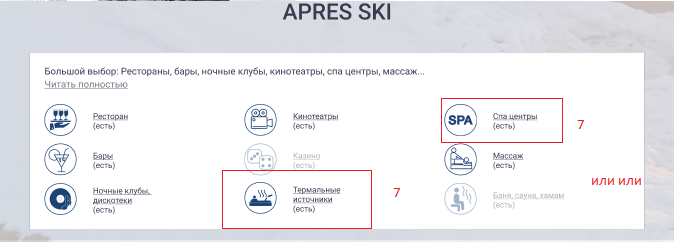 APRES SKI
Большой выбор: Рестораны, бары, ночные клубы, кинотеатры, спа центры, массаж...
Читать полностью
Ресторан
(есть)
Кинотеатры
(есть)
SPA
Спа центры
(есть)
7
Бары
(есть)
Казино
(есть)
Массаж
(есть)
или или
Ночные клубы,
дискотеки
(есть)
Термальные
источники
(есть)
7
Бани, сауна, хамам
(есть)